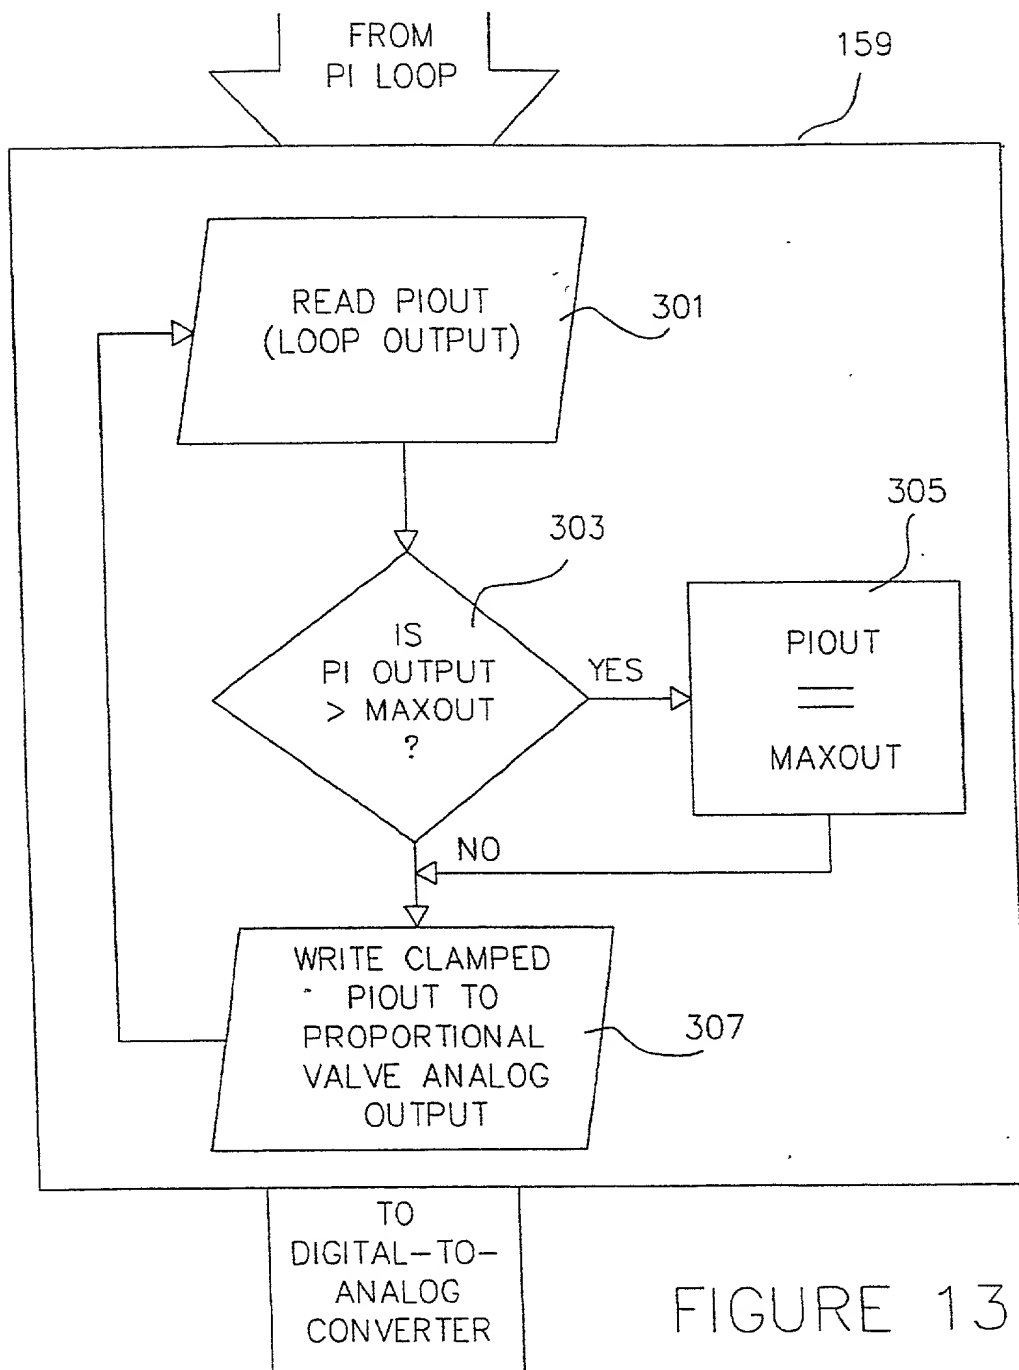 FROM
PI LOOP
159
READ PIOUT
(LOOP OUTPUT)
301
303
305
IS
PI OUTPUT
> MAXOUT
?
YES
PIOUT
=
MAXOUT
NO
WRITE CLAMPED
PIOUT TO
PROPORTIONAL
VALVE ANALOG
OUTPUT
307
TO
DIGITAL-TO-
ANALOG
CONVERTER
FIGURE 13